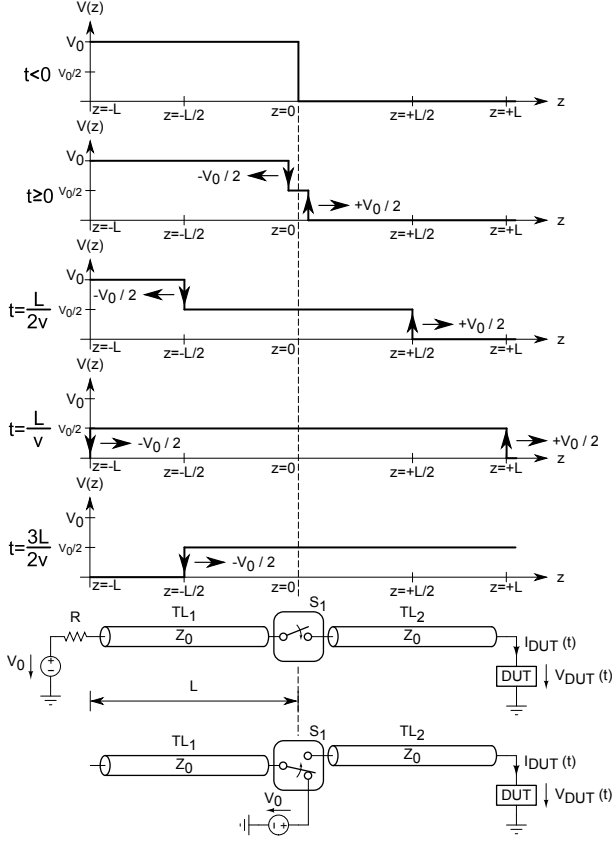 V(z)
V0
t<0 V0/2
z=-L z=-L/2 z=0 z=+L/2 z=+L z
V(z)
V0
-V0 / 2
t≥0 V0/2
+V0 / 2
z=-L z=-L/2 z=0 z=+L/2 z=+L z
V(z)
V0
-V0 / 2
t=L/2v V0/2
+V0 / 2
z=-L z=-L/2 z=0 z=+L/2 z=+L z
V(z)
V0
t=L/v V0/2
-V0 / 2 +V0 / 2
z=-L z=-L/2 z=0 z=+L/2 z=+L z
V(z)
V0
t=3L/2v V0/2
-V0 / 2
z=-L z=-L/2 z=0 z=+L/2 z=+L z
R TL1 S1 TL2
Z0 Z0
IDUT (t)
V0
DUT VDUT (t)
L
TL1 S1 TL2
Z0 Z0
IDUT (t)
V0
DUT VDUT (t)